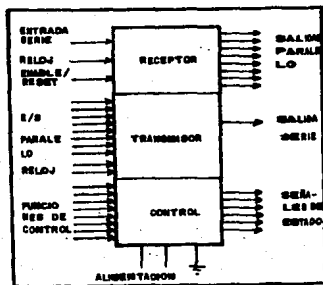 ENTRADA
SERIE
RELOJ
ENABLE/
RESET
RECEPTOR
SALIDA
PARALE
LO
E/S
PARALE
LO
RELOJ
TRANSMISOR
SALIDA
SERIE
FUNCIO
NES DE
CONTROL
CONTROL
SEÑA-
LES DE
ESTADO
ALIMENTACION